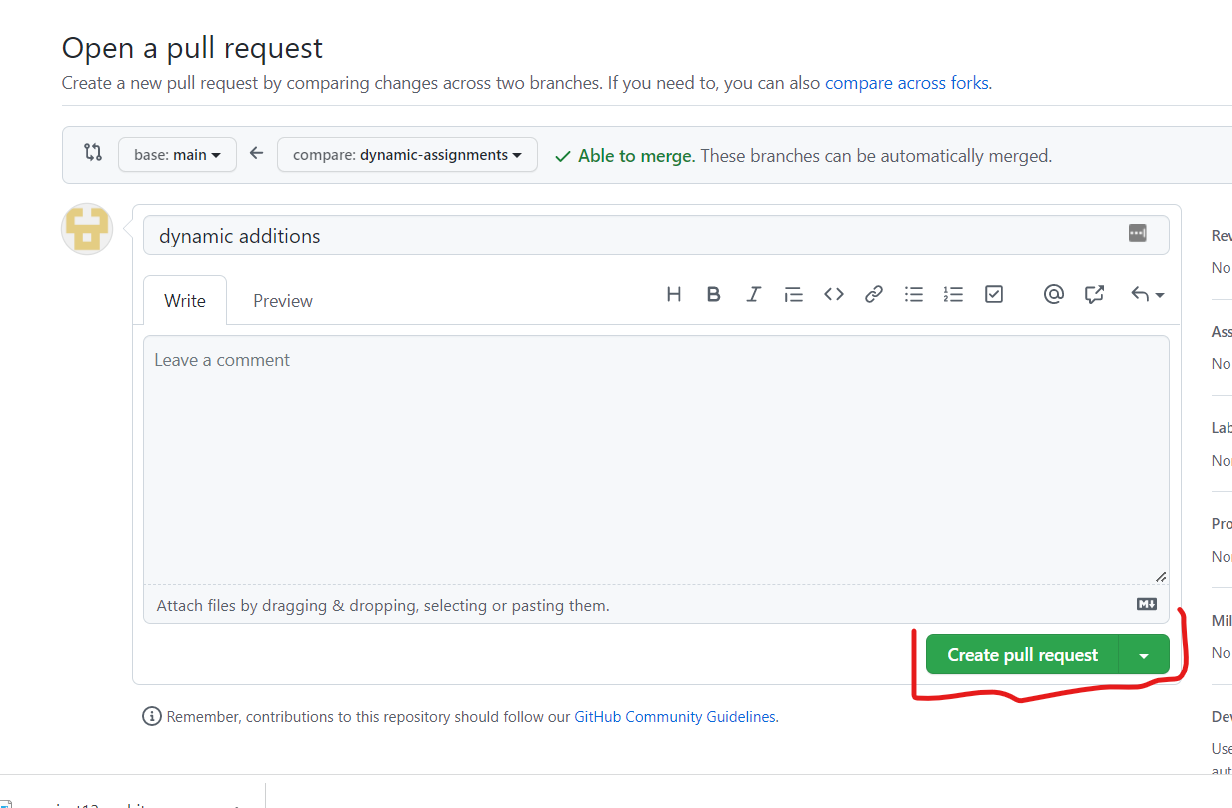 Open a pull request
Create a new pull request by comparing changes across two branches. If you need to, you can also compare across forks.
base: main
compare: dynamic-assignments
Able to merge. These branches can be automatically merged.
dynamic additions
Write Preview
Leave a comment
Attach files by dragging & dropping, selecting or pasting them.
Create pull request
Remember, contributions to this repository should follow our GitHub Community Guidelines.
Rev
No
Ass
No
Lab
Pro
Mil
No
Dev
Use
aut